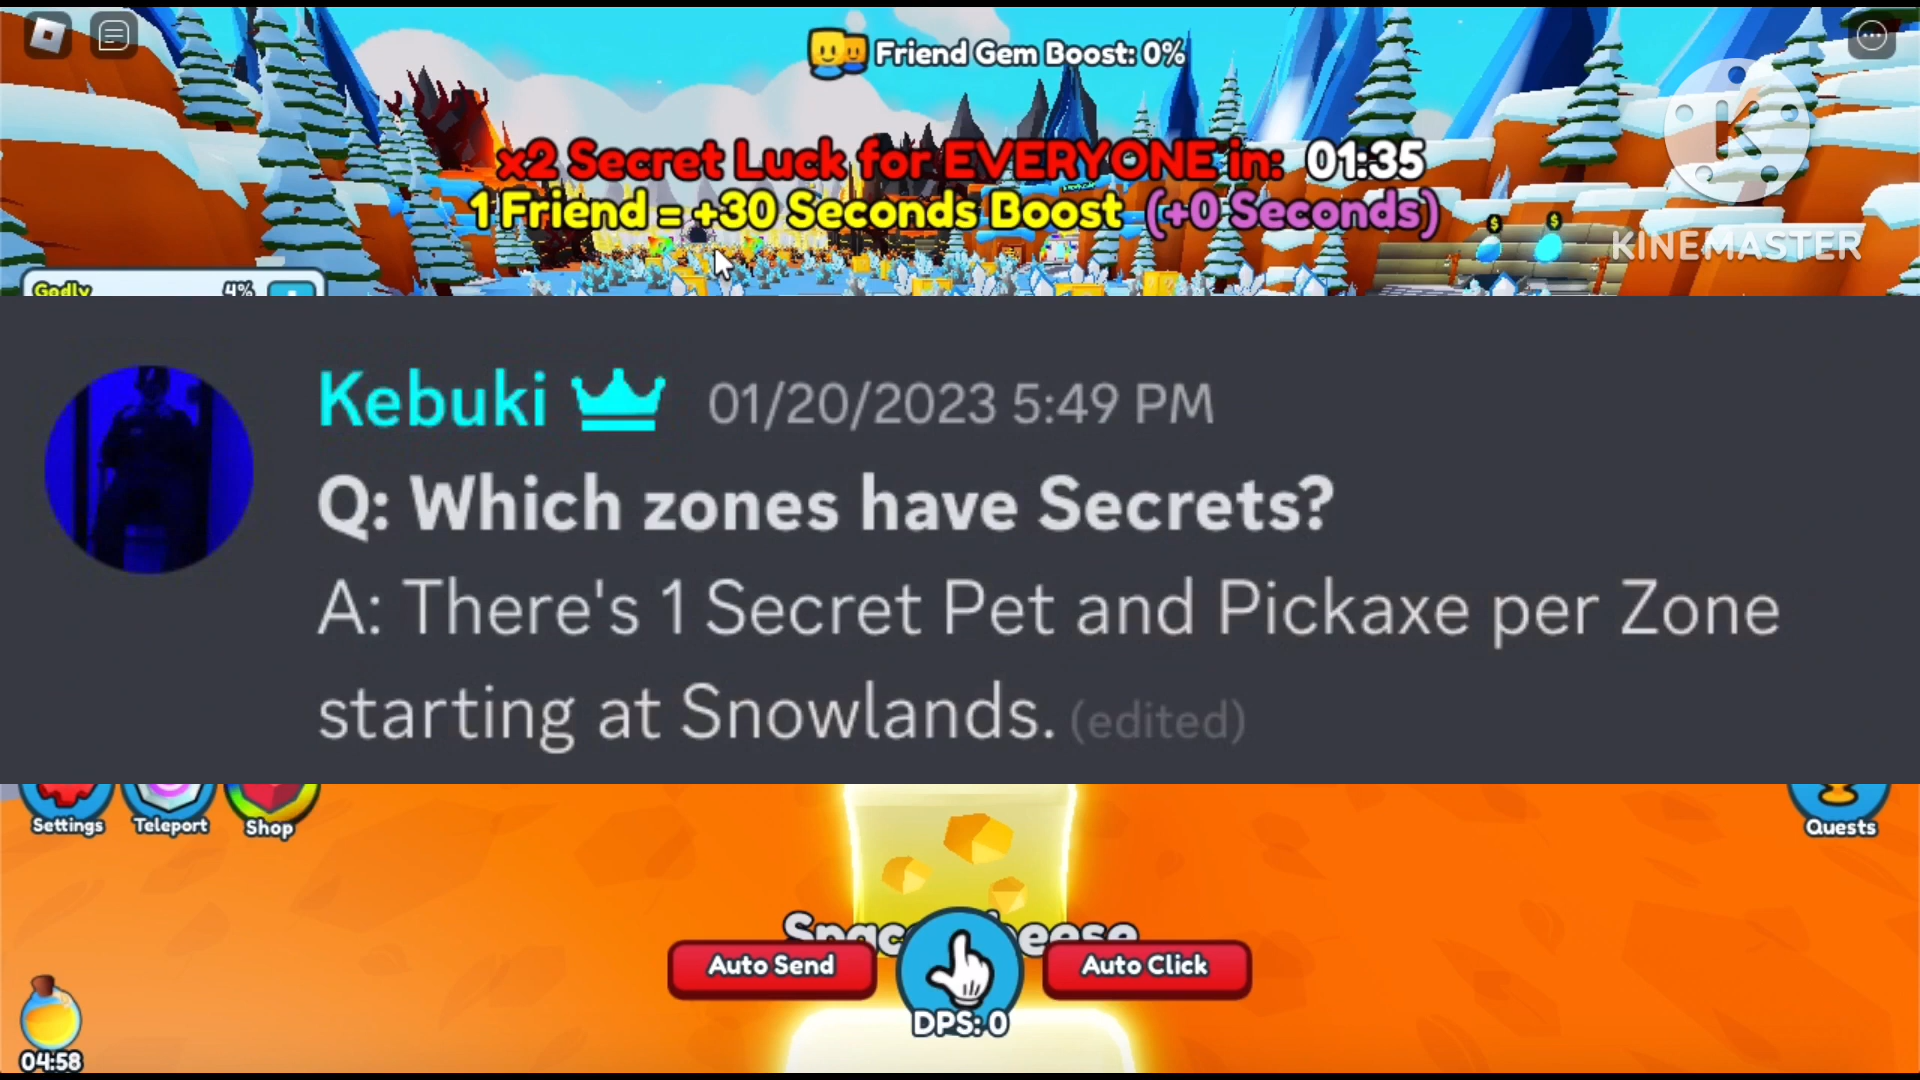 Friend Gem Boost: 0%
x2 Secret Luck for EVERYONE in: 01:35
1 Friend = +30 Seconds Boost (+0 Seconds)
KINEMASTER
Godly 4%
Kebuki 01/20/2023 5:49 PM
Q: Which zones have Secrets?
A: There's 1 Secret Pet and Pickaxe per Zone
starting at Snowlands. (edited)
Settings Teleport Shop
Quests
Auto Send
Auto Click
DPS: 0
04:58